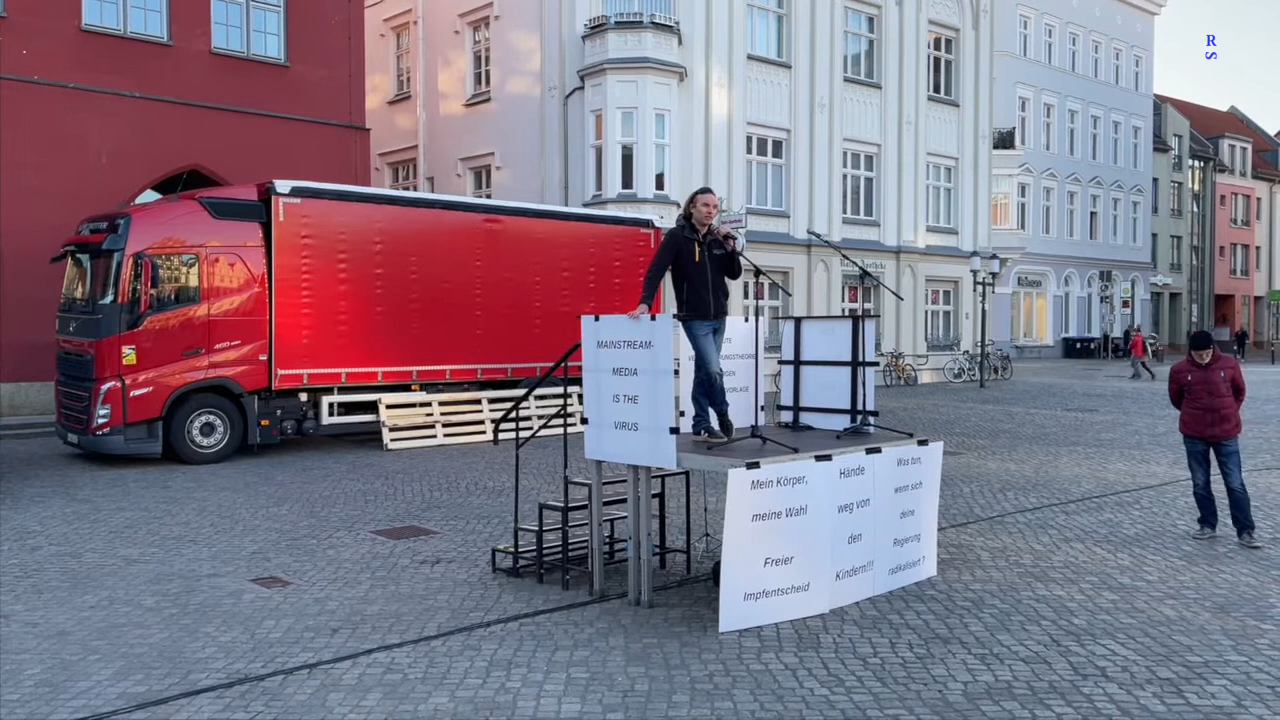 R
S
460
MAINSTREAM-
MEDIA
IS THE
VIRUS
Mein Körper,
meine Wahl
Freier
Impfentscheid
Hände
weg von
den
Kindern!!!
Was tun,
wenn sich
deine
Regierung
radikalisiert ?